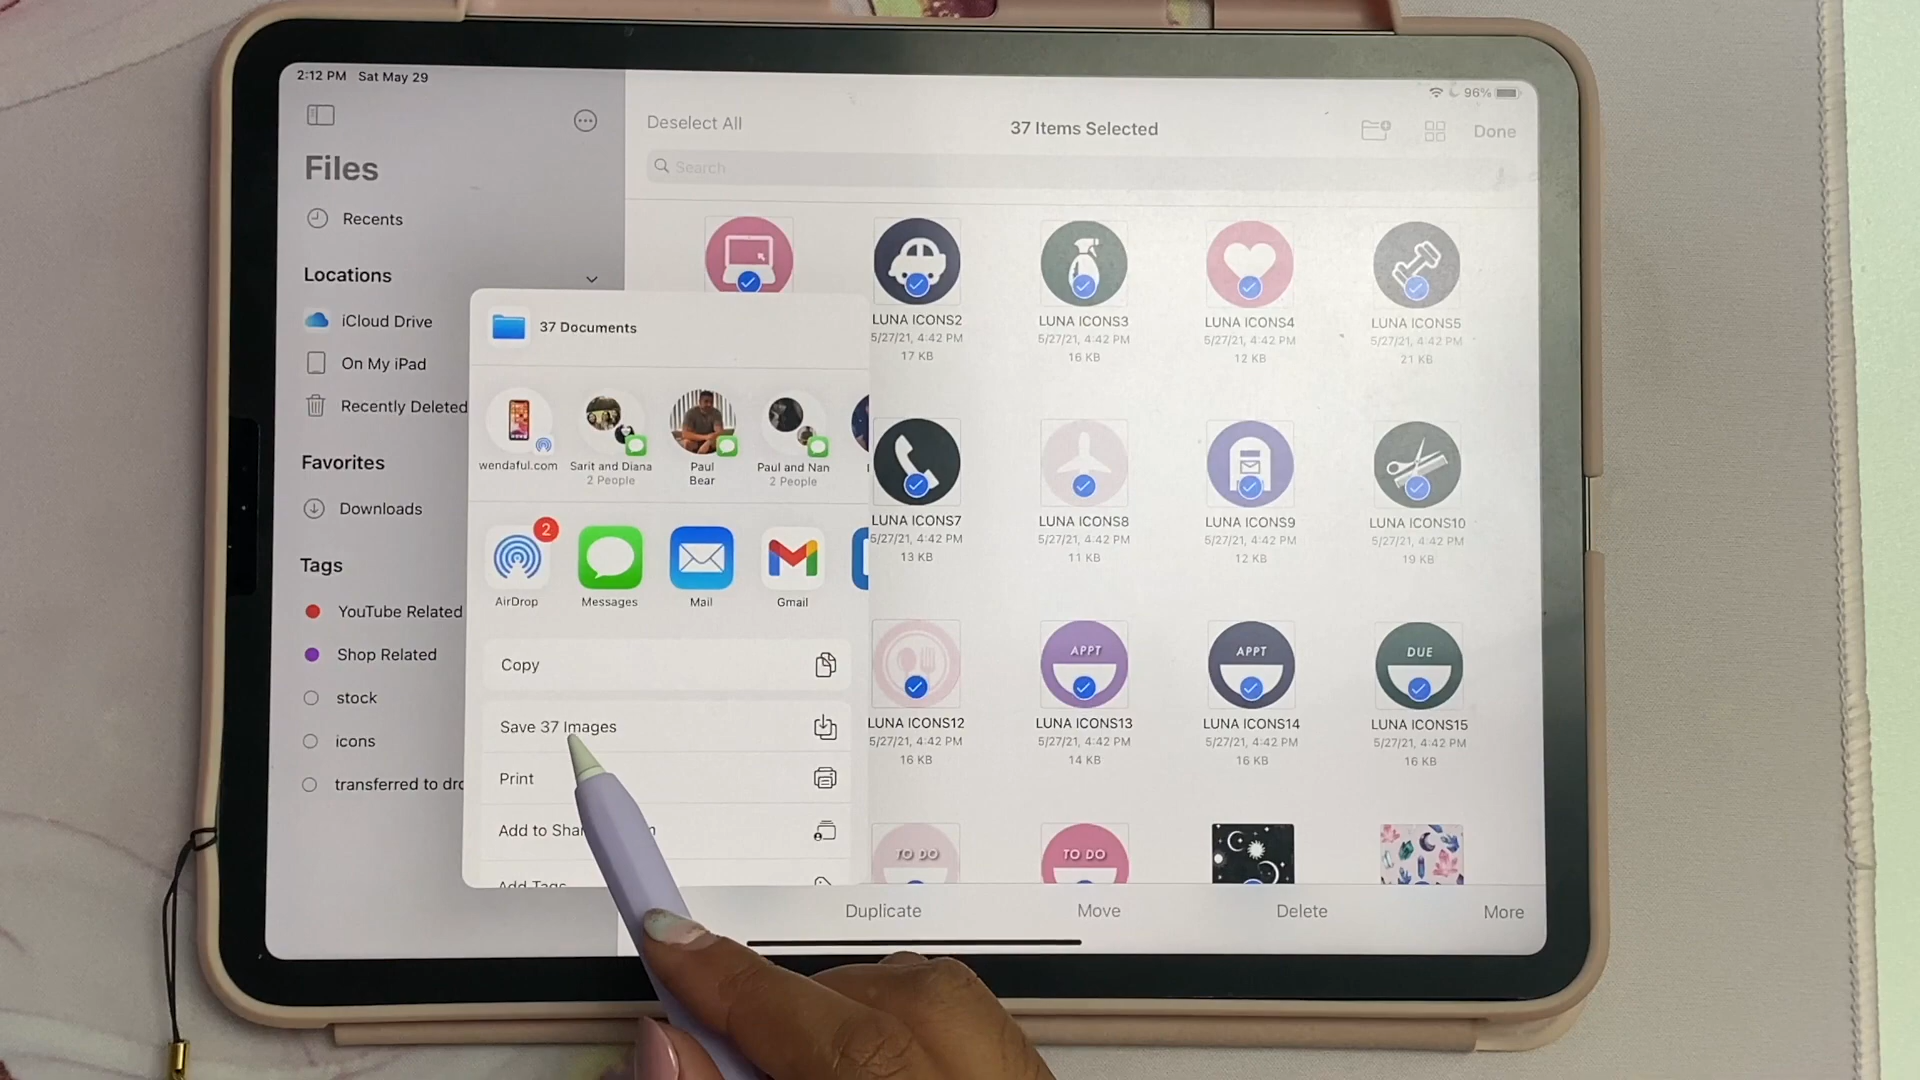 2:12 PM Sat May 29
96%
Files
Recents
Locations
iCloud Drive
On My iPad
Recently Deleted
Favorites
Downloads
Tags
YouTube Related
Shop Related
stock
icons
transferred to
Deselect All
37 Items Selected
Done
Search
37 Documents
wendaful.com
Sarit and Diana
2 People
Paul
Bear
Paul and Nan
2 People
2
AirDrop
Messages
Mail
Gmail
Copy
Save 37 Images
Print
Add to
Add Tags
LUNA ICONS2
5/27/21, 4:42 PM
17 KB
LUNA ICONS3
5/27/21, 4:42 PM
16 KB
LUNA ICONS4
5/27/21, 4:42 PM
12 KB
LUNA ICONS5
5/27/21, 4:42 PM
21 KB
LUNA ICONS7
5/27/21, 4:42 PM
13 KB
LUNA ICONS8
5/27/21, 4:42 PM
11 KB
LUNA ICONS9
5/27/21, 4:42 PM
12 KB
LUNA ICONS10
5/27/21, 4:42 PM
19 KB
APPT
APPT
DUE
LUNA ICONS12
5/27/21, 4:42 PM
16 KB
LUNA ICONS13
5/27/21, 4:42 PM
14 KB
LUNA ICONS14
5/27/21, 4:42 PM
16 KB
LUNA ICONS15
5/27/21, 4:42 PM
16 KB
TO DO
TO DO
Duplicate
Move
Delete
More